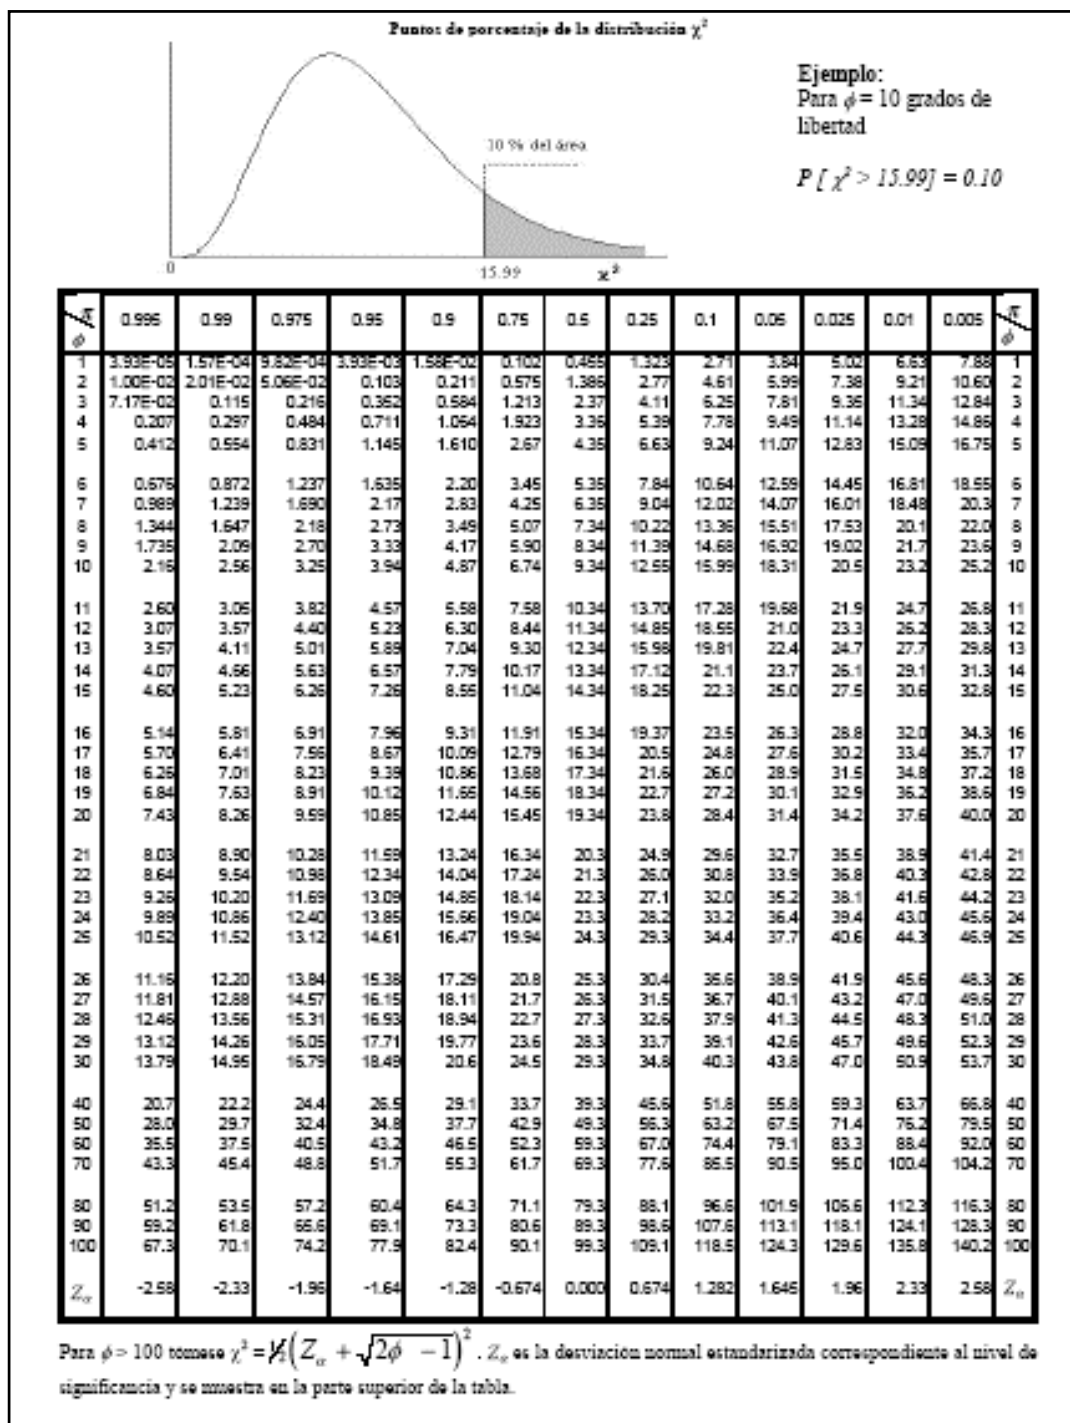 Puntos de porcentaje de la distribución χ²
Ejemplo:
Para ϕ = 10 grados de
libertad
10 % del área
P [ χ² > 15.99] = 0.10
0
15.99
x²
π 0.995 0.99 0.975 0.95 0.9 0.75 0.5 0.25 0.1 0.05 0.025 0.01 0.005 π
ϕ ϕ
1 3.93E-05 1.57E-04 9.82E-04 3.93E-03 1.58E-02 0.102 0.455 1.323 2.71 3.84 5.02 6.63 7.88 1
2 1.00E-02 2.01E-02 5.06E-02 0.103 0.211 0.575 1.386 2.77 4.61 5.99 7.38 9.21 10.60 2
3 7.17E-02 0.115 0.216 0.352 0.584 1.213 2.37 4.11 6.25 7.81 9.35 11.34 12.84 3
4 0.207 0.297 0.484 0.711 1.064 1.923 3.36 5.39 7.78 9.49 11.14 13.28 14.86 4
5 0.412 0.554 0.831 1.145 1.610 2.67 4.35 6.63 9.24 11.07 12.83 15.09 16.75 5
6 0.676 0.872 1.237 1.635 2.20 3.45 5.35 7.84 10.64 12.59 14.45 16.81 18.55 6
7 0.989 1.239 1.690 2.17 2.83 4.25 6.35 9.04 12.02 14.07 16.01 18.48 20.3 7
8 1.344 1.647 2.18 2.73 3.49 5.07 7.34 10.22 13.36 15.51 17.53 20.1 22.0 8
9 1.735 2.09 2.70 3.33 4.17 5.90 8.34 11.39 14.68 16.92 19.02 21.7 23.6 9
10 2.16 2.56 3.25 3.94 4.87 6.74 9.34 12.55 15.99 18.31 20.5 23.2 25.2 10
11 2.60 3.05 3.82 4.57 5.58 7.58 10.34 13.70 17.28 19.68 21.9 24.7 26.8 11
12 3.07 3.57 4.40 5.23 6.30 8.44 11.34 14.85 18.55 21.0 23.3 26.2 28.3 12
13 3.57 4.11 5.01 5.89 7.04 9.30 12.34 15.98 19.81 22.4 24.7 27.7 29.8 13
14 4.07 4.66 5.63 6.57 7.79 10.17 13.34 17.12 21.1 23.7 26.1 29.1 31.3 14
15 4.60 5.23 6.26 7.26 8.55 11.04 14.34 18.25 22.3 25.0 27.5 30.6 32.8 15
16 5.14 5.81 6.91 7.96 9.31 11.91 15.34 19.37 23.5 26.3 28.8 32.0 34.3 16
17 5.70 6.41 7.56 8.67 10.09 12.79 16.34 20.5 24.8 27.6 30.2 33.4 35.7 17
18 6.26 7.01 8.23 9.39 10.86 13.68 17.34 21.6 26.0 28.9 31.5 34.8 37.2 18
19 6.84 7.63 8.91 10.12 11.65 14.56 18.34 22.7 27.2 30.1 32.9 36.2 38.6 19
20 7.43 8.26 9.59 10.85 12.44 15.45 19.34 23.8 28.4 31.4 34.2 37.6 40.0 20
21 8.03 8.90 10.28 11.59 13.24 16.34 20.3 24.9 29.6 32.7 35.5 38.9 41.4 21
22 8.64 9.54 10.98 12.34 14.04 17.24 21.3 26.0 30.8 33.9 36.8 40.3 42.8 22
23 9.26 10.20 11.69 13.09 14.85 18.14 22.3 27.1 32.0 35.2 38.1 41.6 44.2 23
24 9.89 10.86 12.40 13.85 15.66 19.04 23.3 28.2 33.2 36.4 39.4 43.0 45.6 24
25 10.52 11.52 13.12 14.61 16.47 19.94 24.3 29.3 34.4 37.7 40.6 44.3 46.9 25
26 11.16 12.20 13.84 15.38 17.29 20.8 25.3 30.4 35.6 38.9 41.9 45.6 48.3 26
27 11.81 12.88 14.57 16.15 18.11 21.7 26.3 31.5 36.7 40.1 43.2 47.0 49.6 27
28 12.46 13.56 15.31 16.93 18.94 22.7 27.3 32.6 37.9 41.3 44.5 48.3 51.0 28
29 13.12 14.26 16.05 17.71 19.77 23.6 28.3 33.7 39.1 42.6 45.7 49.6 52.3 29
30 13.79 14.95 16.79 18.49 20.6 24.5 29.3 34.8 40.3 43.8 47.0 50.9 53.7 30
40 20.7 22.2 24.4 26.5 29.1 33.7 39.3 45.6 51.8 55.8 59.3 63.7 66.8 40
50 28.0 29.7 32.4 34.8 37.7 42.9 49.3 56.3 63.2 67.5 71.4 76.2 79.5 50
60 35.5 37.5 40.5 43.2 46.5 52.3 59.3 67.0 74.4 79.1 83.3 88.4 92.0 60
70 43.3 45.4 48.8 51.7 55.3 61.7 69.3 77.6 85.5 90.5 95.0 100.4 104.2 70
80 51.2 53.5 57.2 60.4 64.3 71.1 79.3 88.1 96.6 101.9 106.6 112.3 116.3 80
90 59.2 61.8 65.6 69.1 73.3 80.6 89.3 98.6 107.6 113.1 118.1 124.1 128.3 90
100 67.3 70.1 74.2 77.9 82.4 90.1 99.3 109.1 118.5 124.3 129.6 135.8 140.2 100
Zα -2.58 -2.33 -1.96 -1.64 -1.28 -0.674 0.000 0.674 1.282 1.645 1.96 2.33 2.58 Zα
Para ϕ > 100 tómese χ² = ½(Zα + √2ϕ − 1)². Zα es la desviación normal estandarizada correspondiente al nivel de
significancia y se muestra en la parte superior de la tabla.